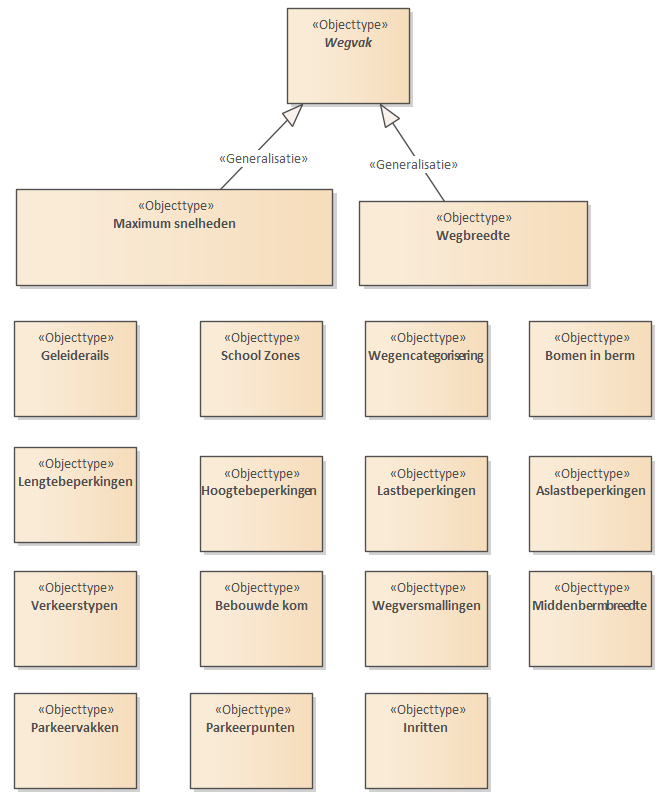 «Objecttype»
Wegvak
«Generalisatie»
«Generalisatie»
«Objecttype»
Maximum snelheden
«Objecttype»
Wegbreedte
«Objecttype»
Geleiderails
«Objecttype»
School Zones
«Objecttype»
Wegencategorisering
«Objecttype»
Bomen in berm
«Objecttype»
Lengtebeperkingen
«Objecttype»
Hoogtebeperkingen
«Objecttype»
Lastbeperkingen
«Objecttype»
Aslastbeperkingen
«Objecttype»
Verkeerstypen
«Objecttype»
Bebouwde kom
«Objecttype»
Wegversmallingen
«Objecttype»
Middenbermbreedte
«Objecttype»
Parkeervakken
«Objecttype»
Parkeerpunten
«Objecttype»
Inritten